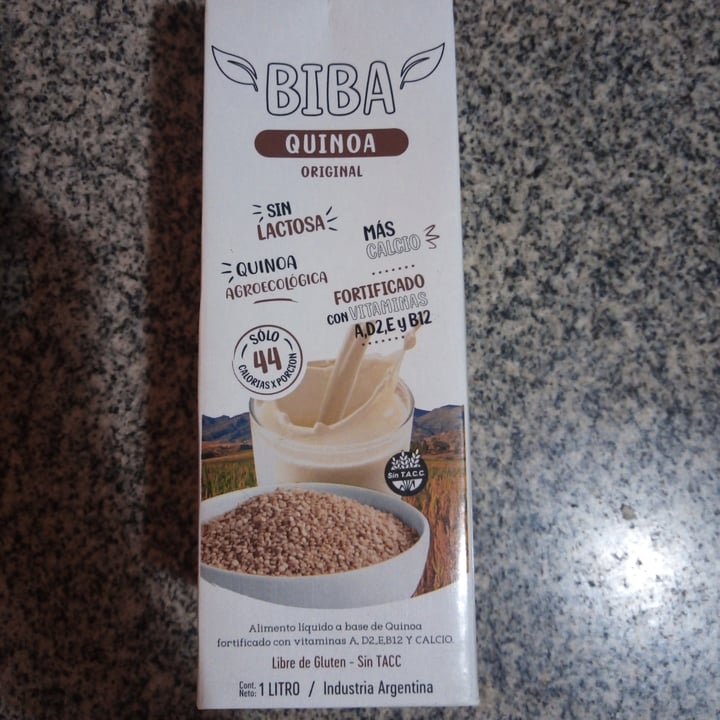 BIBA
QUINOA
ORIGINAL
SIN
LACTOSA
MÁS
CALCIO
QUINOA
AGROECOLÓGICA
FORTIFICADO
CON VITAMINAS
A,D2,E y B12
SÓLO
44
CALORIAS X PORCION
Sin T.A.C.C.
Alimento líquido a base de Quinoa
fortificado con vitaminas A, D2,E,B12 Y CALCIO.
Libre de Gluten - Sin TACC
Cont.
Neto: 1 LITRO / Industria Argentina